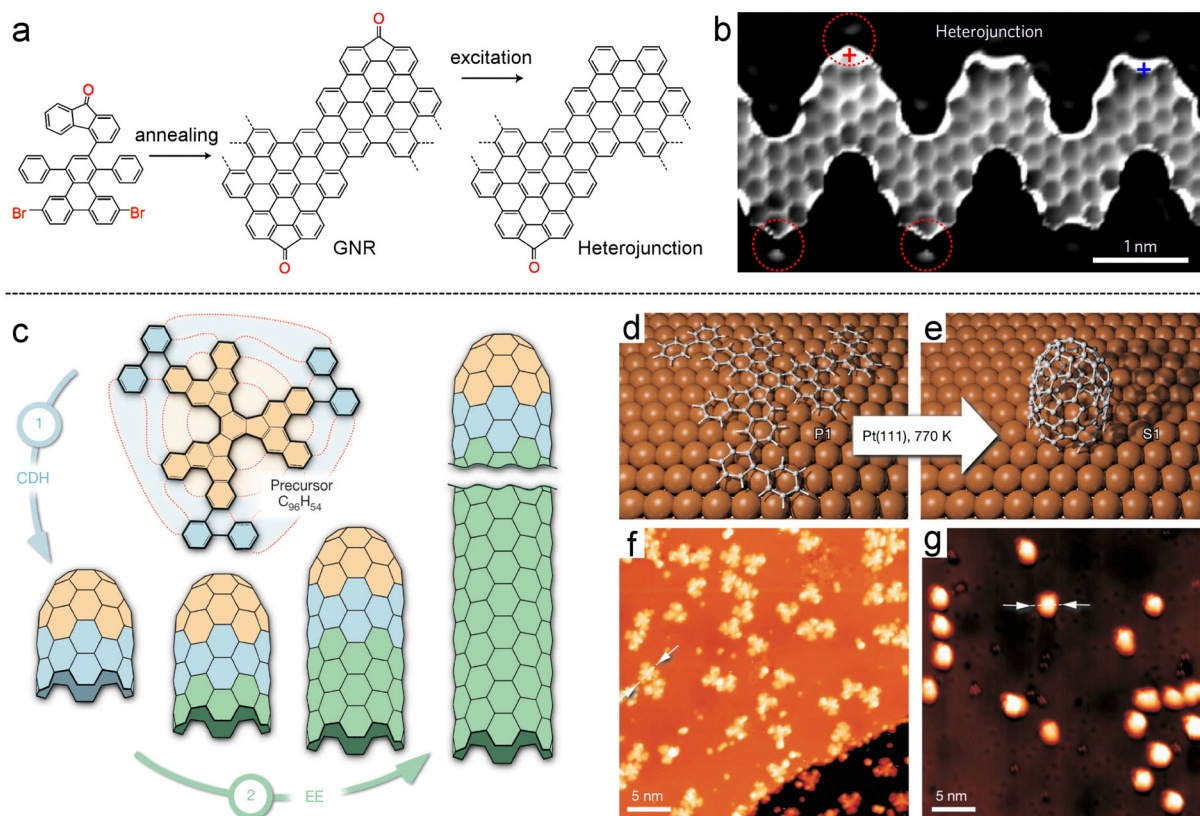 a
O
annealing
Br
Br
O
GNR
O
excitation
Heterojunction
O
b
Heterojunction
+
+
1 nm
c
1
CDH
Precursor
C96H54
2
EE
d
P1
Pt(111), 770 K
e
S1
f
5 nm
g
5 nm